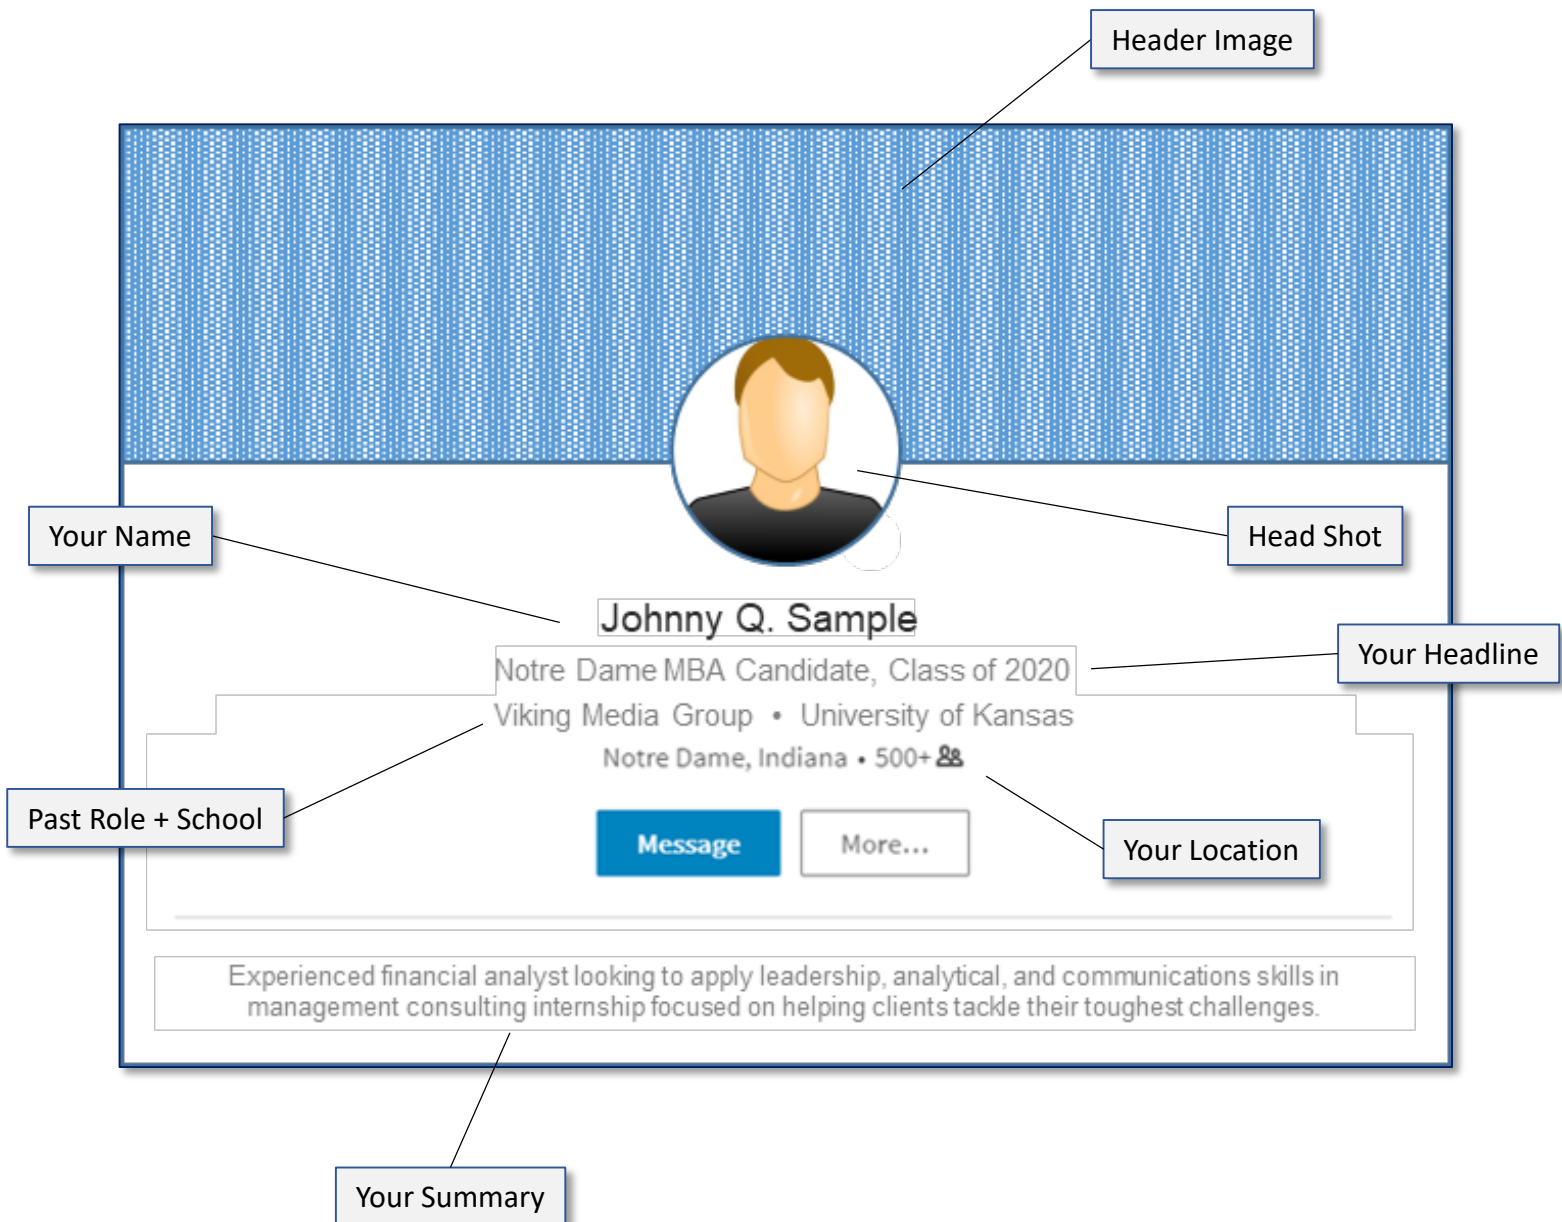 Header Image
Your Name
Head Shot
Johnny Q. Sample
Notre Dame MBA Candidate, Class of 2020
Your Headline
Viking Media Group • University of Kansas
Notre Dame, Indiana • 500+
Past Role + School
Message
More...
Your Location
Experienced financial analyst looking to apply leadership, analytical, and communications skills in
management consulting internship focused on helping clients tackle their toughest challenges.
Your Summary